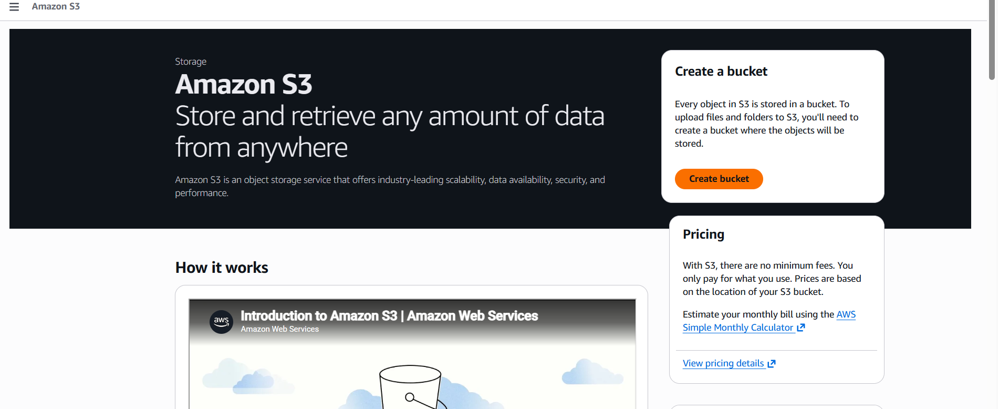 Amazon S3
Storage
Amazon S3
Store and retrieve any amount of data
from anywhere
Amazon S3 is an object storage service that offers industry-leading scalability, data availability, security, and
performance.
Create a bucket
Every object in S3 is stored in a bucket. To
upload files and folders to S3, you'll need to
create a bucket where the objects will be
stored.
Create bucket
Pricing
With S3, there are no minimum fees. You
only pay for what you use. Prices are based
on the location of your S3 bucket.
Estimate your monthly bill using the AWS
Simple Monthly Calculator
View pricing details
How it works
aws
Introduction to Amazon S3 | Amazon Web Services
Amazon Web Services